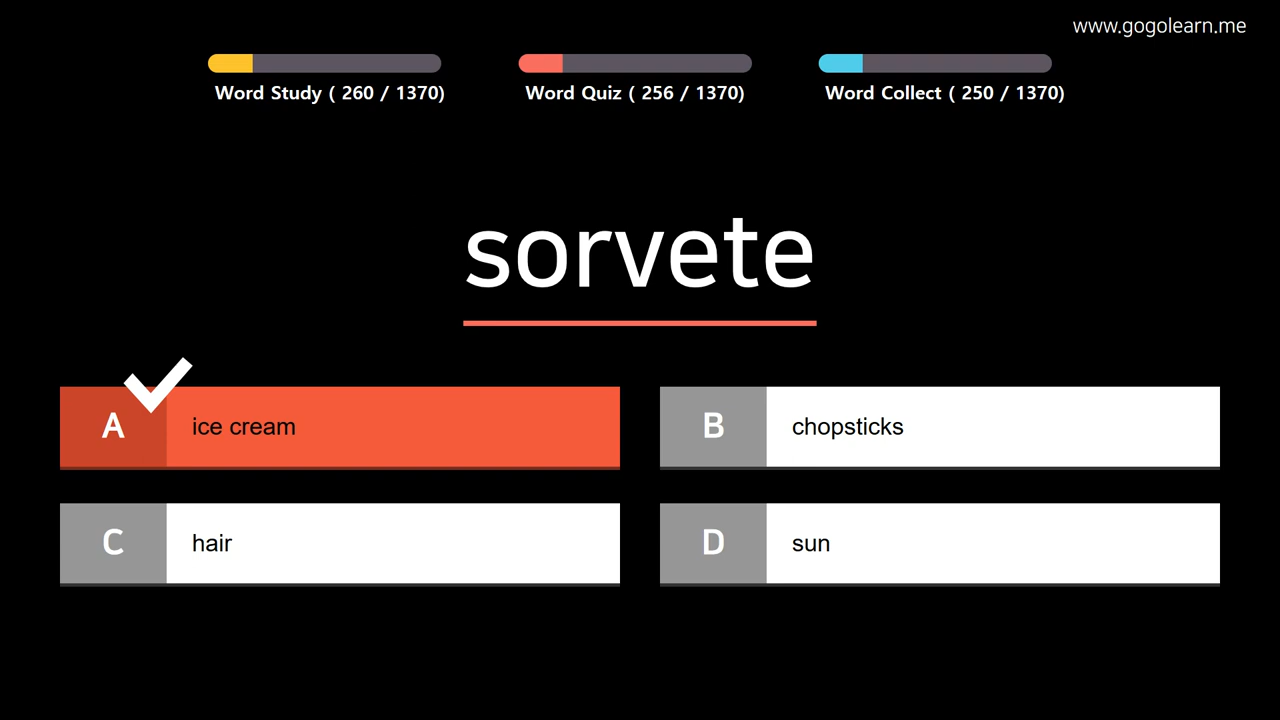 www.gogolearn.me
Word Study ( 260 / 1370)
Word Quiz ( 256 / 1370)
Word Collect ( 250 / 1370)
sorvete
A ice cream
B chopsticks
C hair
D sun